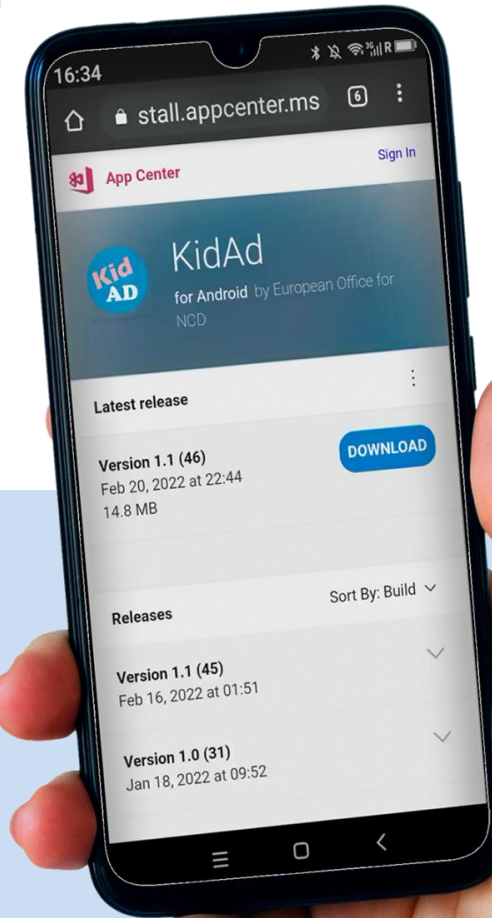 16:34
3G R
stall.appcenter.ms 6
App Center
Sign In
Kid
AD
KidAd
for Android by European Office for
NCD
Latest release
Version 1.1 (46)
Feb 20, 2022 at 22:44
14.8 MB
DOWNLOAD
Releases
Sort By: Build
Version 1.1 (45)
Feb 16, 2022 at 01:51
Version 1.0 (31)
Jan 18, 2022 at 09:52